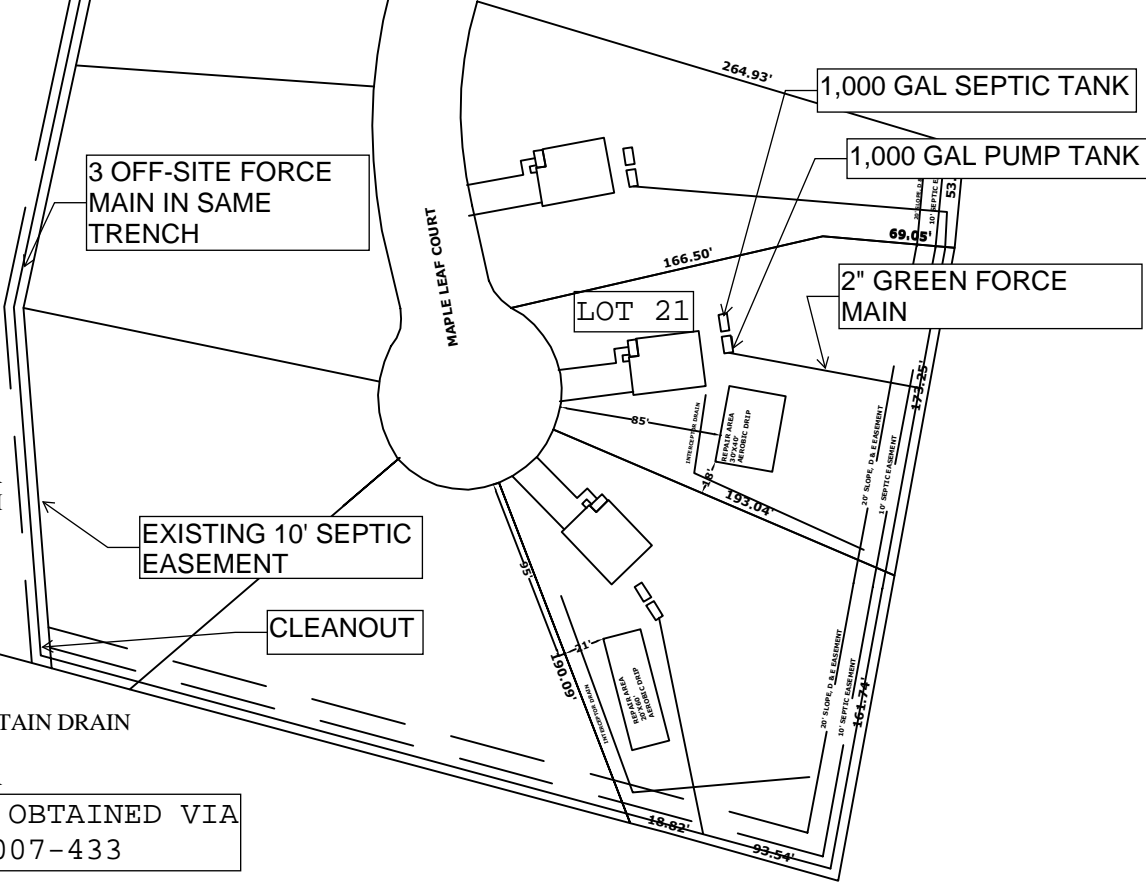 264.93'
1,000 GAL SEPTIC TANK
1,000 GAL PUMP TANK
3 OFF-SITE FORCE
MAIN IN SAME
TRENCH
MAPLE LEAF COURT
10' SEPTIC E
53.
69.05'
166.50'
2" GREEN FORCE
MAIN
LOT 21
173.25'
INTERCEPTOR DRAIN
REPAIR AREA
30'X40'
AEROBIC DRIP
85'
18'
193.04'
20' SLOPE, D & E EASEMENT
10' SEPTIC EASEMENT
EXISTING 10' SEPTIC
EASEMENT
CLEANOUT
95'
190.09'
21'
INTERCEPTOR DRAIN
REPAIR AREA
20'X60'
AEROBIC DRIP
20' SLOPE, D & E EASEMENT
10' SEPTIC EASEMENT
161.74'
TAIN DRAIN
OBTAINED VIA
007-433
18.82'
93.54'